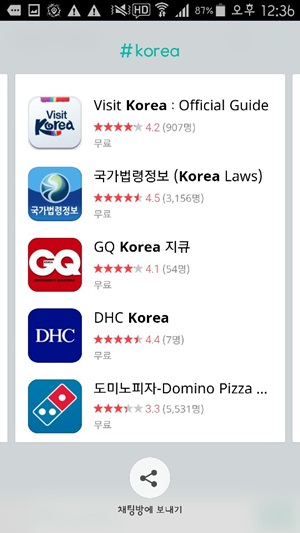 HD 87% 오후 12:36
#korea
Visit Korea
Visit Korea : Official Guide
4.2 (907명)
무료
국가법령정보
국가법령정보 (Korea Laws)
4.5 (3,156명)
무료
GQ
GQ Korea 지큐
4.1 (54명)
무료
DHC
DHC Korea
4.4 (7명)
무료
도미노피자-Domino Pizza ...
3.3 (5,531명)
무료
채팅방에 보내기